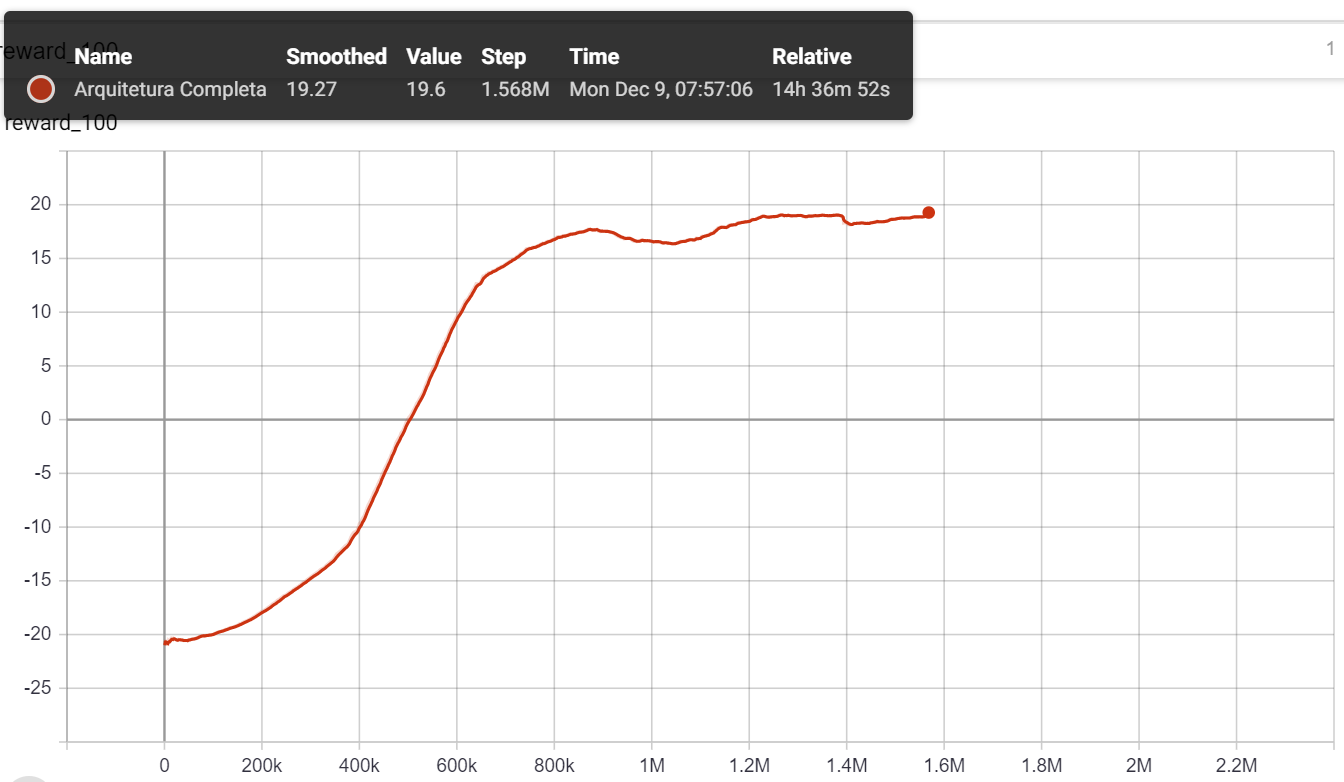 reward_100
1
Name Smoothed Value Step Time Relative
Arquitetura Completa 19.27 19.6 1.568M Mon Dec 9, 07:57:06 14h 36m 52s
reward_100
20
15
10
5
0
-5
-10
-15
-20
-25
0 200k 400k 600k 800k 1M 1.2M 1.4M 1.6M 1.8M 2M 2.2M